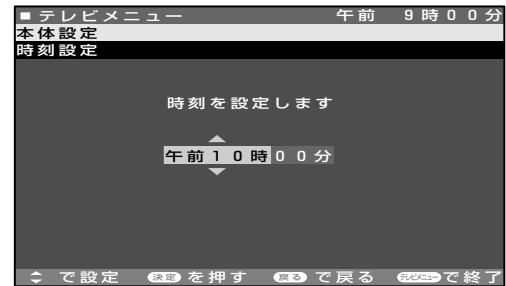 ■テレビメニュー 午前 9時00分
本体設定
時刻設定
時刻を設定します
午前10時00分
で設定 決定を押す 戻るで戻る テレビメニューで終了